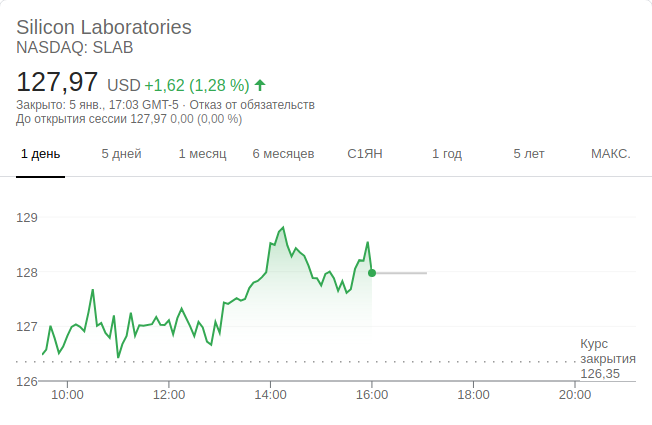 Silicon Laboratories
NASDAQ: SLAB
127,97 USD +1,62 (1,28 %)
Закрыто: 5 янв., 17:03 GMT-5 · Отказ от обязательств
До открытия сессии 127,97 0,00 (0,00 %)
1 день 5 дней 1 месяц 6 месяцев С1ЯН 1 год 5 лет МАКС.
129
128
127
126
Курс
закрытия
126,35
10:00 12:00 14:00 16:00 18:00 20:00